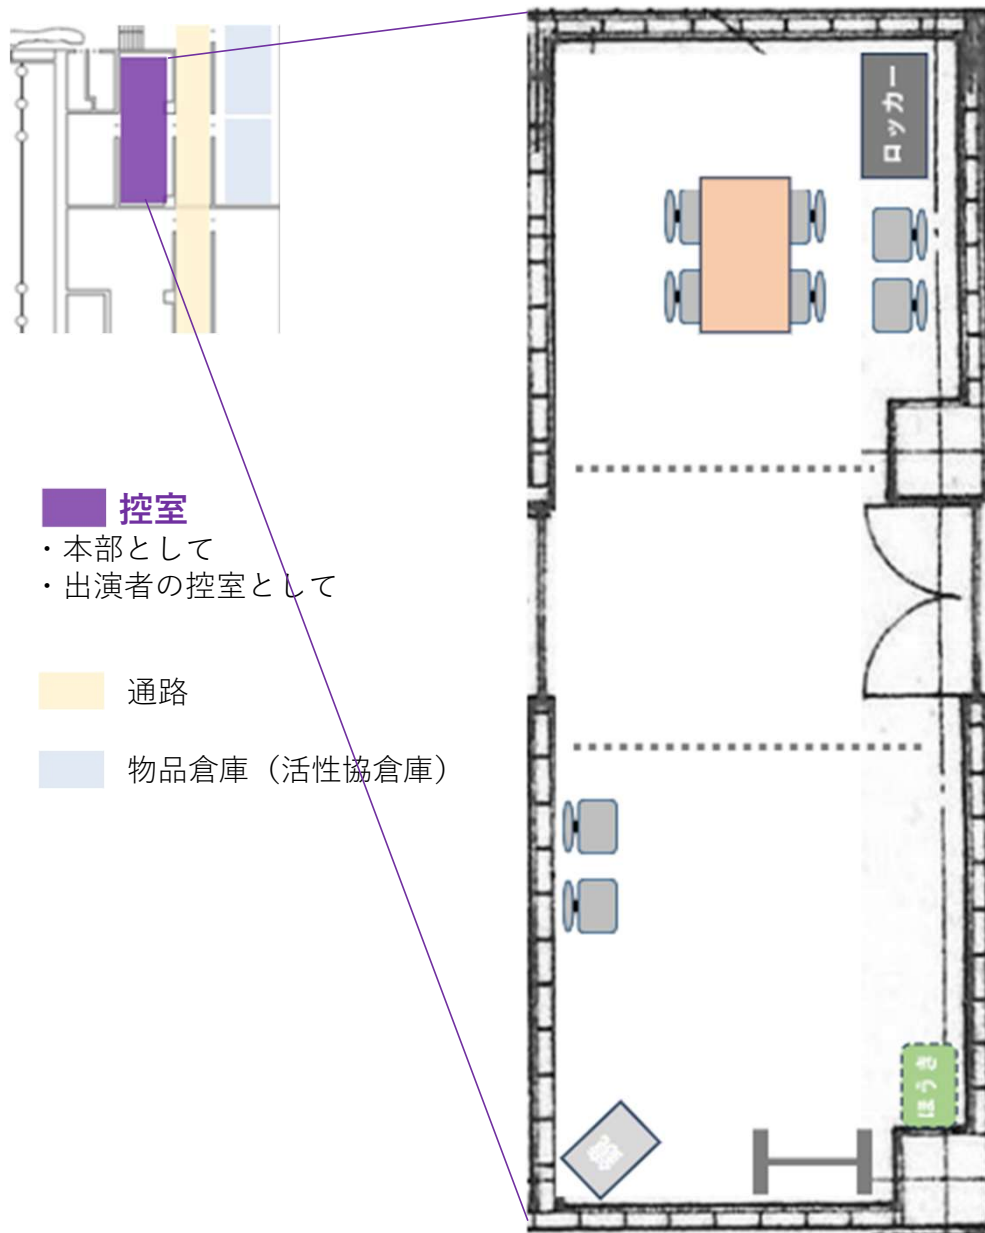 ロッカー
控室
・本部として
・出演者の控室として
通路
物品倉庫（活性協倉庫）
ほうき